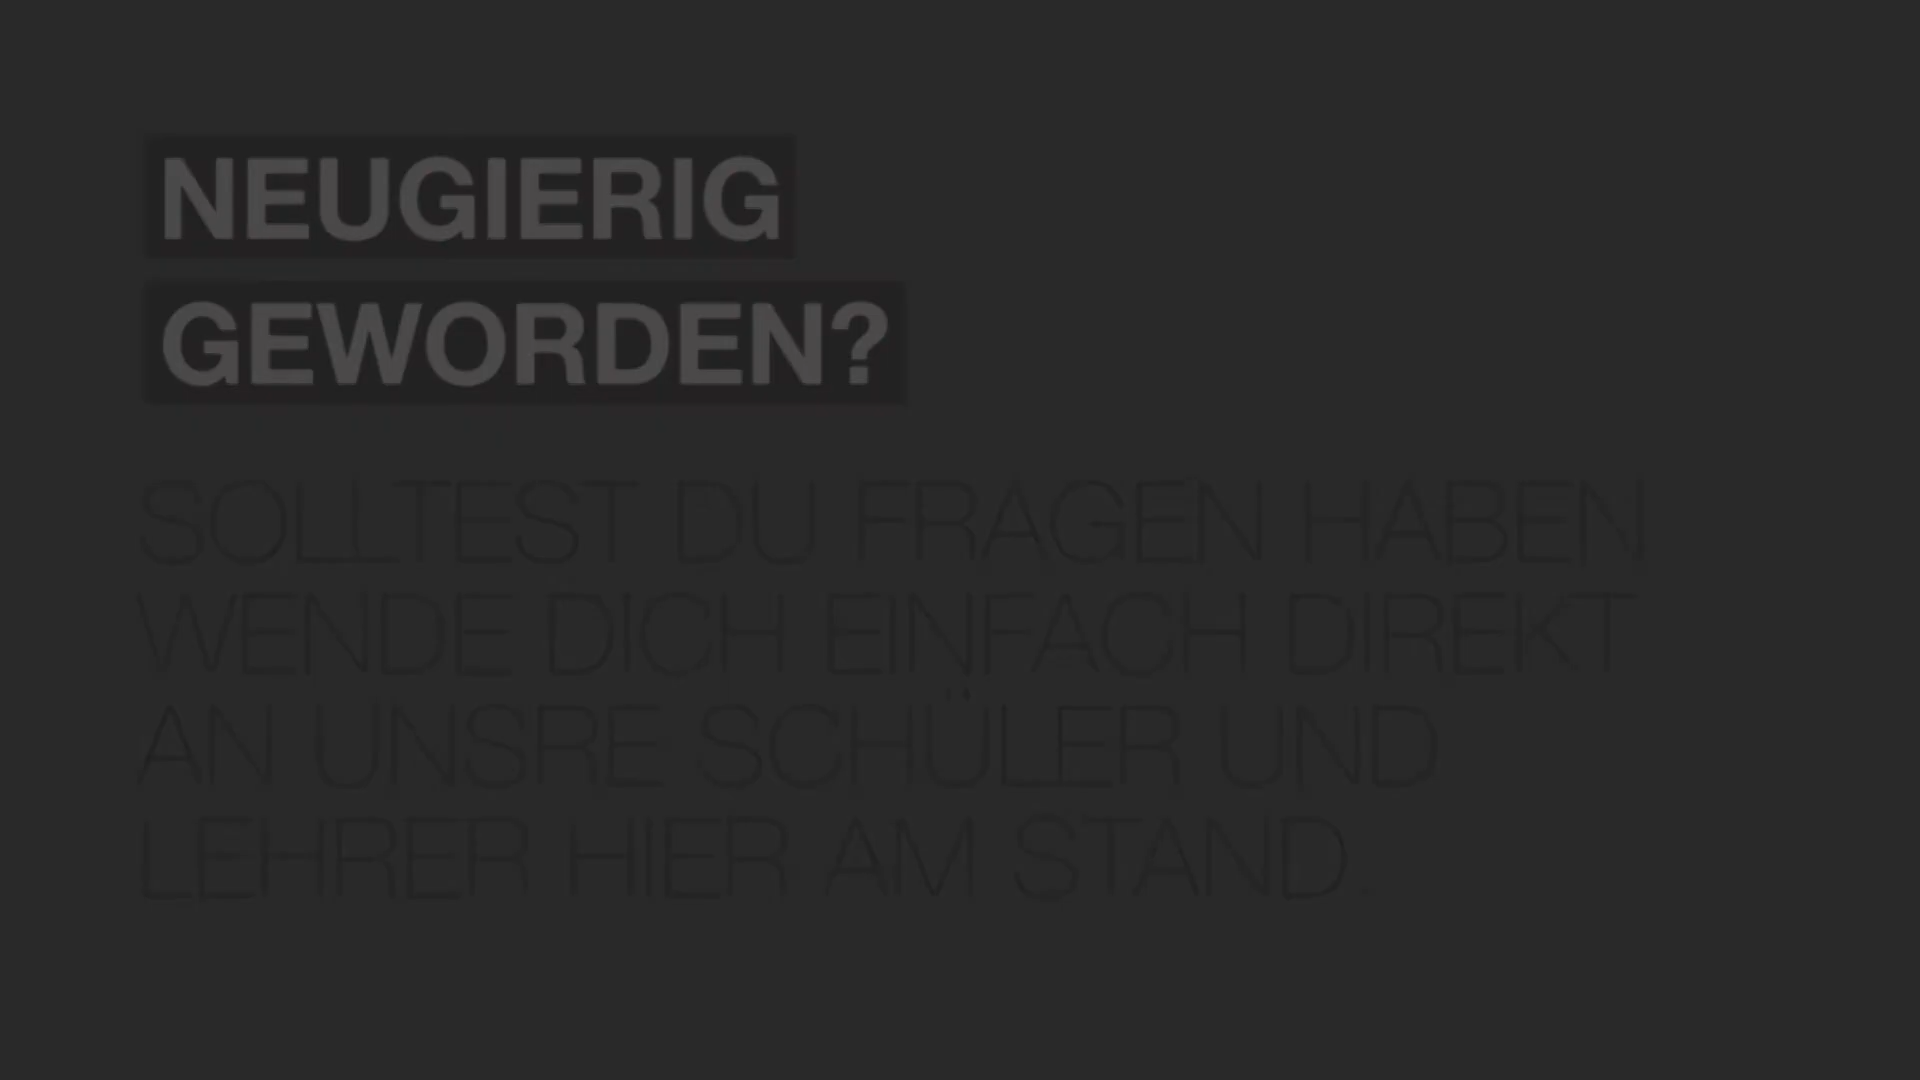 NEUGIERIG
GEWORDEN?
SOLLTEST DU FRAGEN HABEN
WENDE DICH EINFACH DIREKT
AN UNSRE SCHÜLER UND
LEHRER HIER AM STAND.